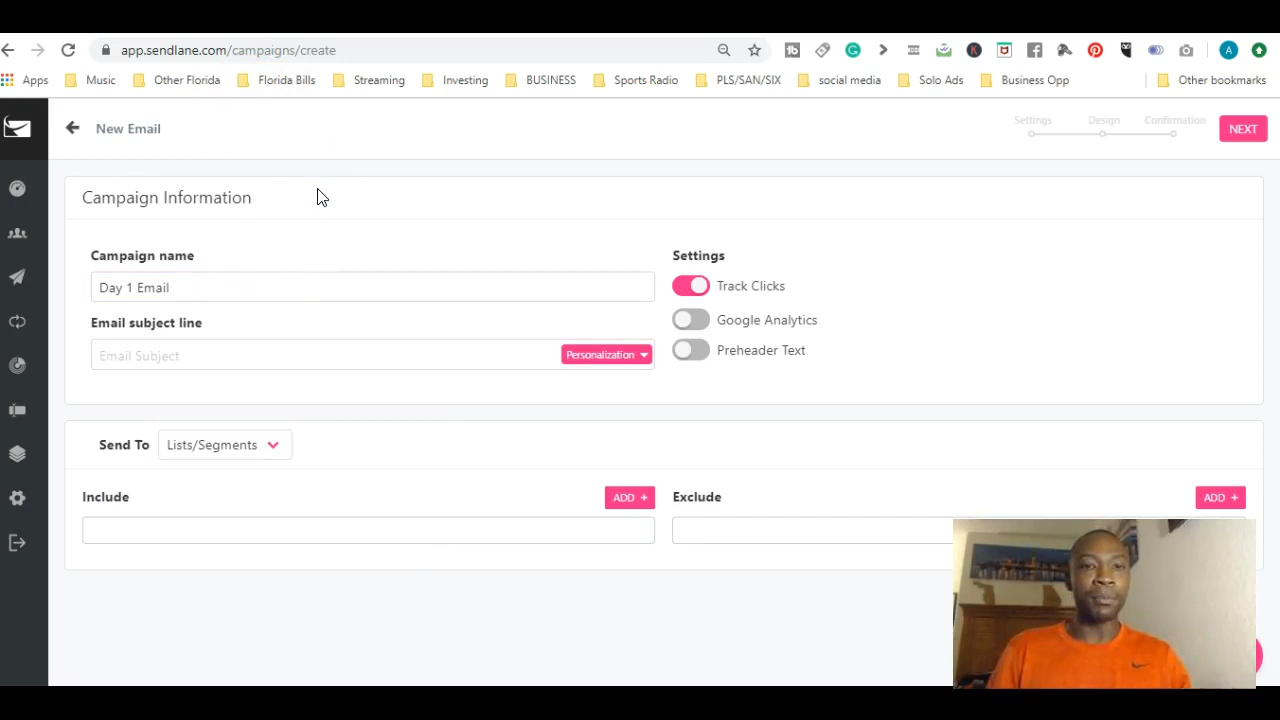 app.sendlane.com/campaigns/create
Apps Music Other Florida Florida Bills Streaming Investing BUSINESS Sports Radio PLS/SAN/SIX social media Solo Ads Business Opp Other bookmarks
New Email Settings Design Confirmation NEXT
Campaign Information
Campaign name Settings
Day 1 Email Track Clicks
Email subject line Google Analytics
Email Subject Personalization Preheader Text
Send To Lists/Segments
Include ADD + Exclude ADD +